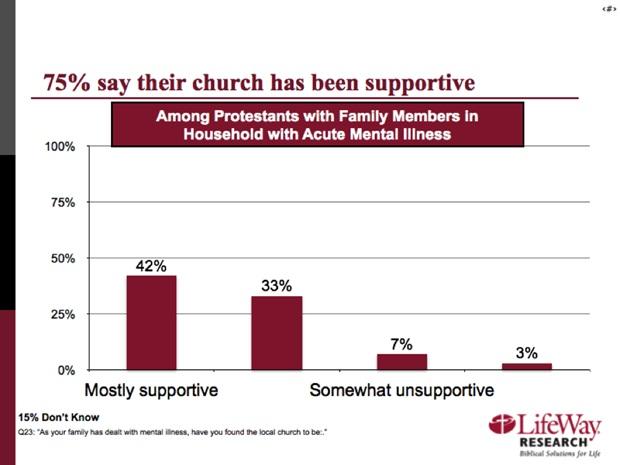 ‹#›
75% say their church has been supportive
Among Protestants with Family Members in
Household with Acute Mental Illness
100%
75%
50%
25%
0%
42%
33%
7%
3%
Mostly supportive
Somewhat unsupportive
15% Don't Know
Q23: "As your family has dealt with mental illness, have you found the local church to be:."
LifeWay
RESEARCH
Biblical Solutions for Life